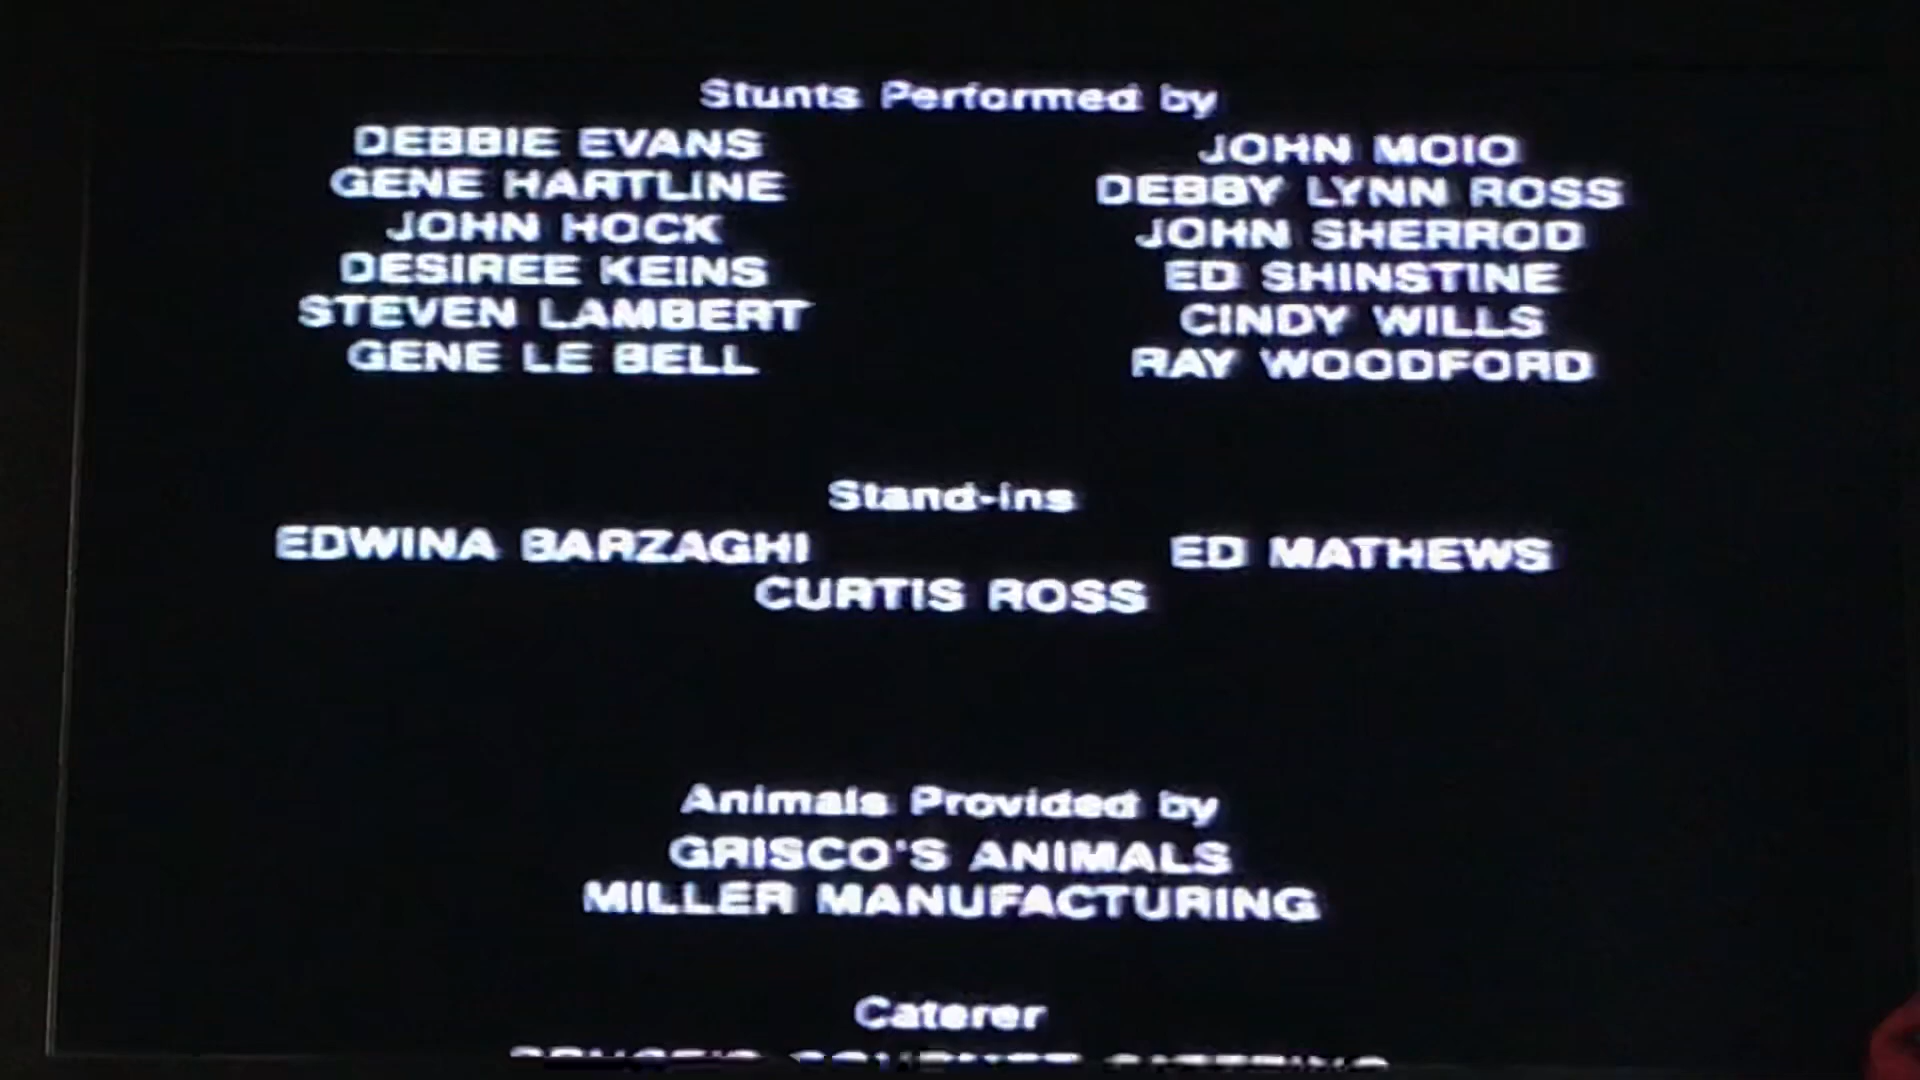 Stunts Performed by
DEBBIE EVANS
GENE HARTLINE
JOHN HOCK
DESIREE KEINS
STEVEN LAMBERT
GENE LE BELL
JOHN MOIO
DEBBY LYNN ROSS
JOHN SHERROD
ED SHINSTINE
CINDY WILLS
RAY WOODFORD
Stand-ins
EDWINA BARZAGHI
ED MATHEWS
CURTIS ROSS
Animals Provided by
GRISCO'S ANIMALS
MILLER MANUFACTURING
Caterer